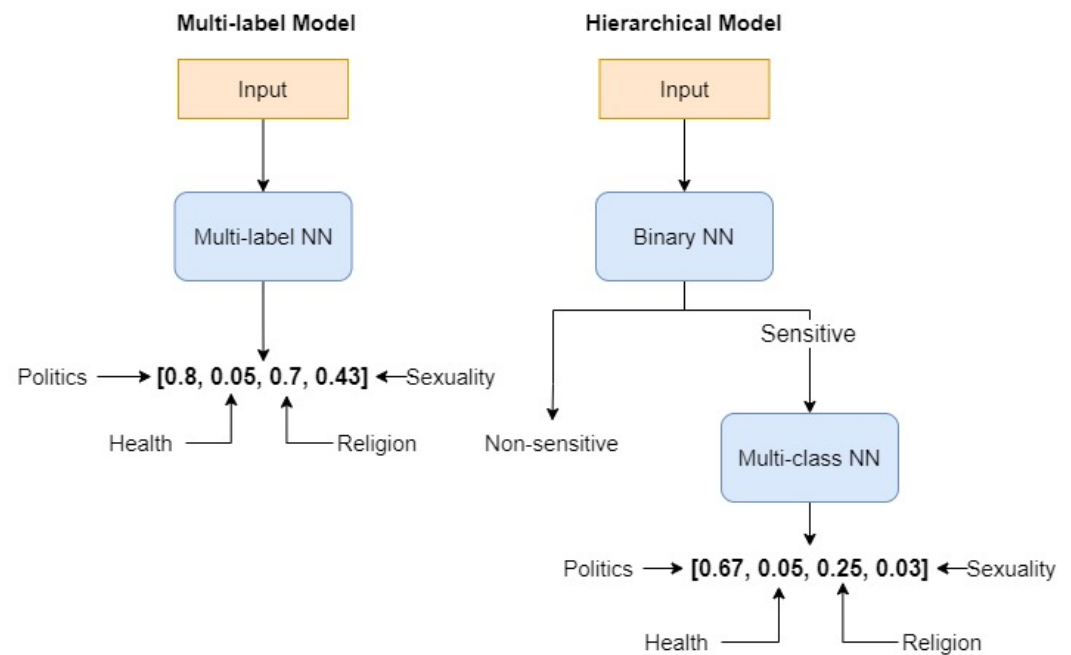 Multi-label Model
Input
Multi-label NN
Politics
[0.8, 0.05, 0.7, 0.43]
Sexuality
Health
Religion
Hierarchical Model
Input
Binary NN
Sensitive
Non-sensitive
Multi-class NN
Politics
[0.67, 0.05, 0.25, 0.03]
Sexuality
Health
Religion